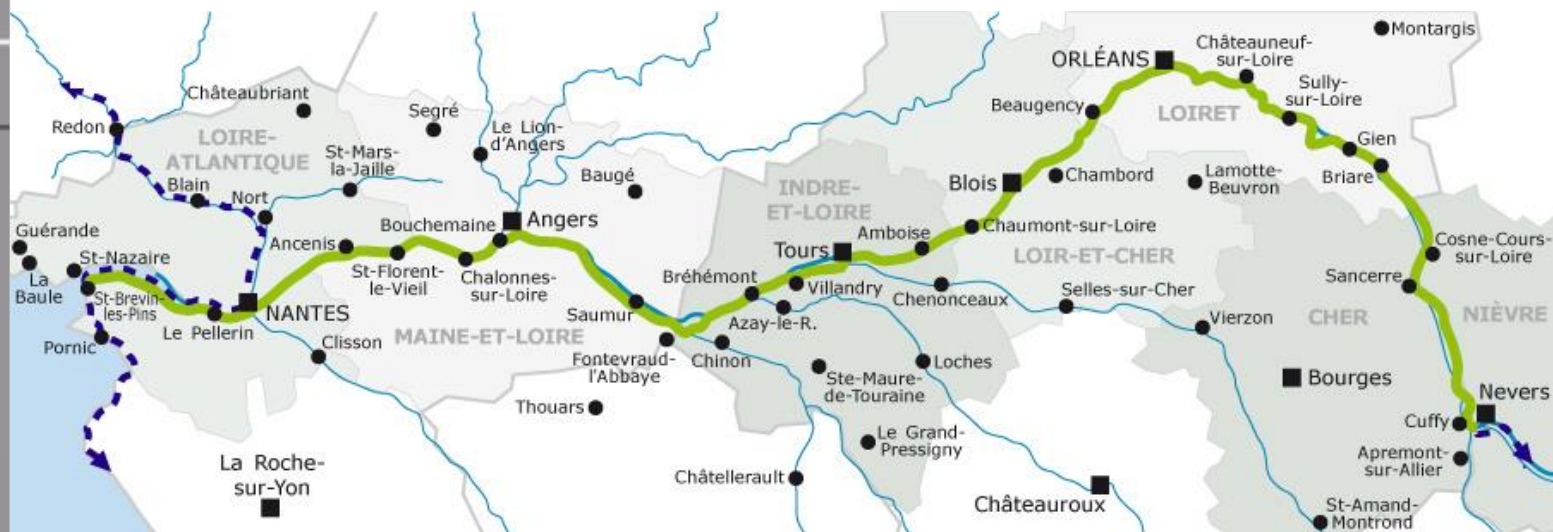 Montargis
Châteauneuf-
sur-Loire
ORLÉANS
Sully-
sur-Loire
Châteaubriant
Segré
Beaugency
LOIRET
Redon
Le Lion-
d'Angers
LOIRE-
ATLANTIQUE
Gien
St-Mars-
la-Jaille
Baugé
INDRE-
ET-LOIRE
Blois
Chambord
Lamotte-
Beuvron
Briare
Blain
Nort
Bouchemaine
Angers
Guérande
Ancenis
Tours
Amboise
Chaumont-sur-Loire
Cosne-Cours-
sur-Loire
St-Nazaire
LOIR-ET-CHER
La
Baule
St-Florent-
le-Vieil
Chalonnes-
sur-Loire
Bréhémont
Villandry
Chenonceaux
Selles-sur-Cher
Sancerre
St-Brevin-
les-Pins
NANTES
Saumur
Azay-le-R.
Vierzon
CHER
NIÈVRE
Le Pellerin
MAINE-ET-LOIRE
Pornic
Clisson
Fontevraud-
l'Abbaye
Chinon
Loches
Ste-Maure-
de-Touraine
Bourges
Nevers
Thouars
Cuffy
Le Grand-
Pressigny
Apremont-
sur-Allier
La Roche-
sur-Yon
Châtellerault
Châteauroux
St-Amand-
Montrond